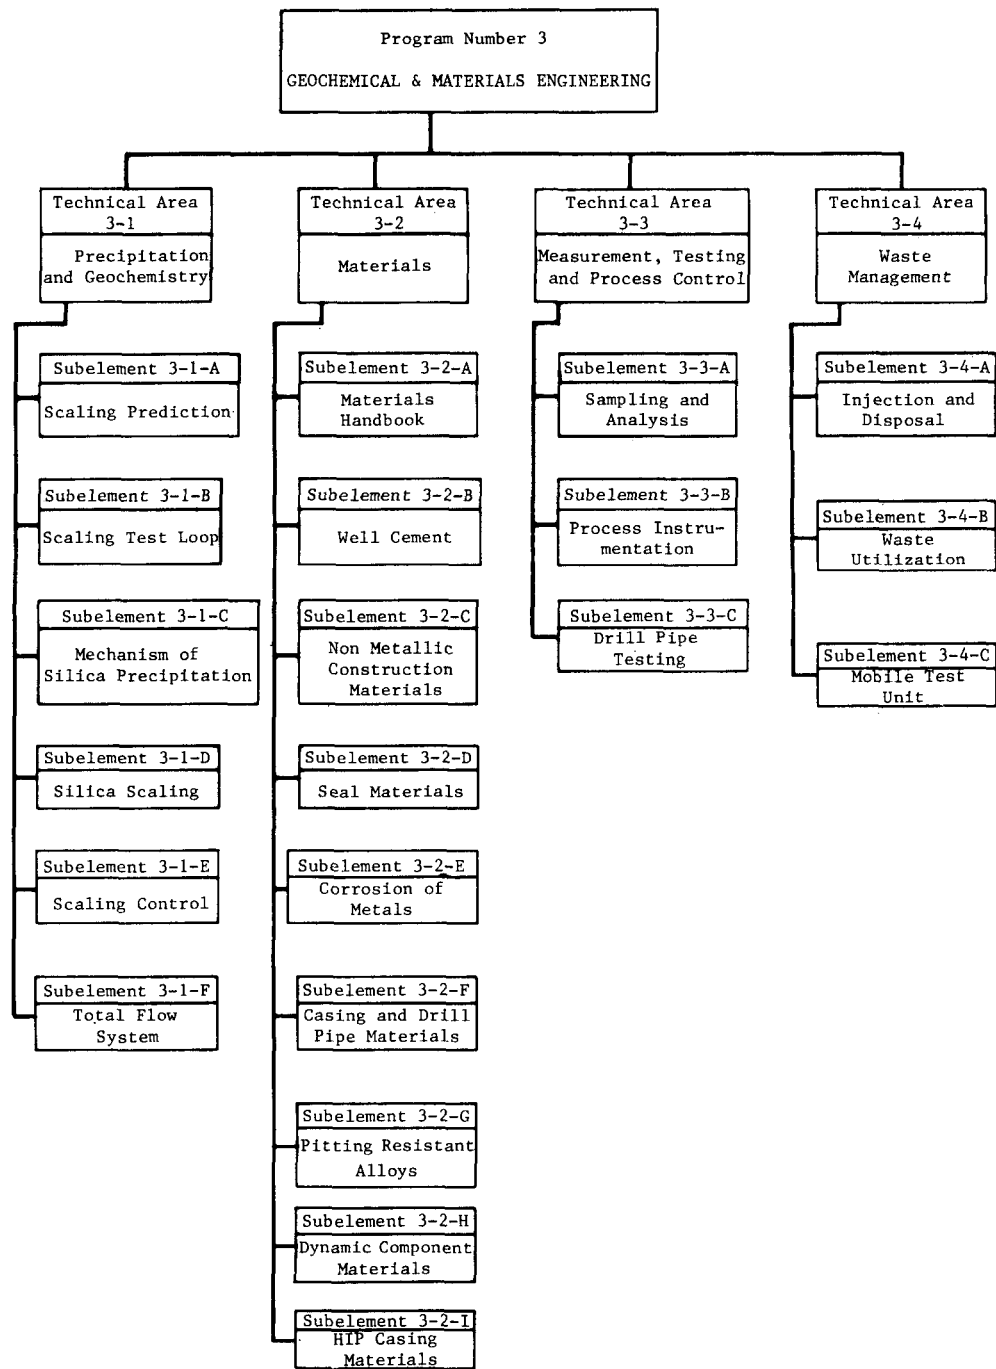 Program Number 3
GEOCHEMICAL & MATERIALS ENGINEERING
Technical Area
3-1
Precipitation
and Geochemistry
Subelement 3-1-A
Scaling Prediction
Subelement 3-1-B
Scaling Test Loop
Subelement 3-1-C
Mechanism of
Silica Precipitation
Subelement 3-1-D
Silica Scaling
Subelement 3-1-E
Scaling Control
Subelement 3-1-F
Total Flow
System
Technical Area
3-2
Materials
Subelement 3-2-A
Materials
Handbook
Subelement 3-2-B
Well Cement
Subelement 3-2-C
Non Metallic
Construction
Materials
Subelement 3-2-D
Seal Materials
Subelement 3-2-E
Corrosion of
Metals
Subelement 3-2-F
Casing and Drill
Pipe Materials
Subelement 3-2-G
Pitting Resistant
Alloys
Subelement 3-2-H
Dynamic Component
Materials
Subelement 3-2-I
HIP Casing
Materials
Technical Area
3-3
Measurement, Testing
and Process Control
Subelement 3-3-A
Sampling and
Analysis
Subelement 3-3-B
Process Instru-
mentation
Subelement 3-3-C
Drill Pipe
Testing
Technical Area
3-4
Waste
Management
Subelement 3-4-A
Injection and
Disposal
Subelement 3-4-B
Waste
Utilization
Subelement 3-4-C
Mobile Test
Unit